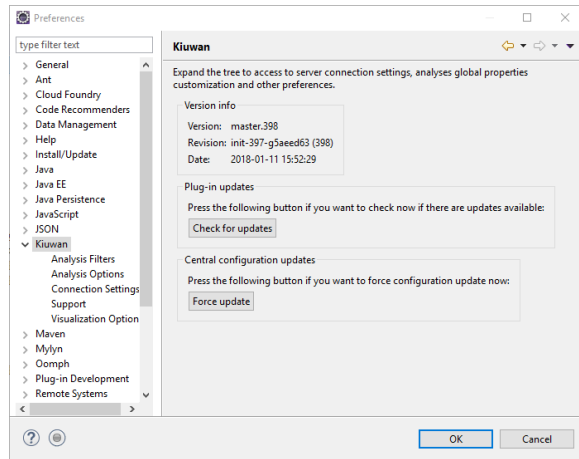 Preferences
type filter text
General
Ant
Cloud Foundry
Code Recommenders
Data Management
Help
Install/Update
Java
Java EE
Java Persistence
JavaScript
JSON
Kiuwan
Analysis Filters
Analysis Options
Connection Settings
Support
Visualization Option
Maven
Mylyn
Oomph
Plug-in Development
Remote Systems
Kiuwan
Expand the tree to access to server connection settings, analyses global properties
customization and other preferences.
Version info
Version: master.398
Revision: init-397-g5aeed63 (398)
Date: 2018-01-11 15:52:29
Plug-in updates
Press the following button if you want to check now if there are updates available:
Check for updates
Central configuration updates
Press the following button if you want to force configuration update now:
Force update
?
OK
Cancel